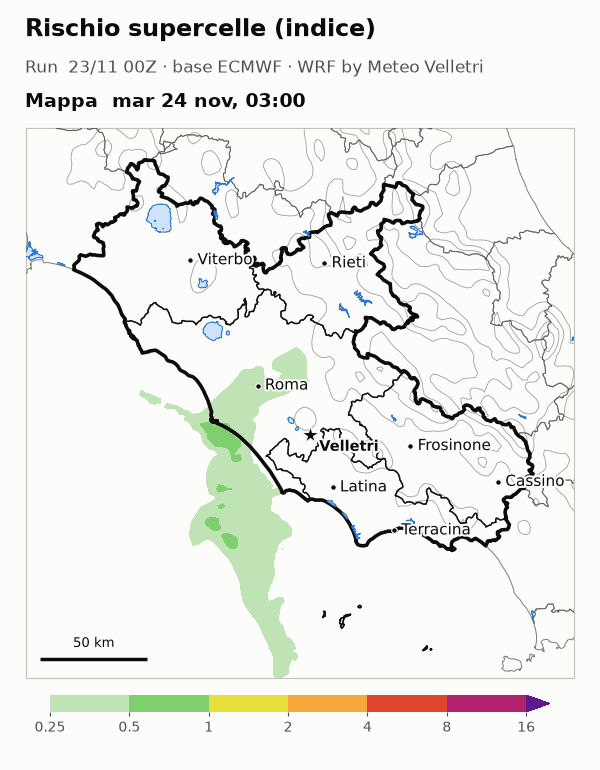 Rischio supercelle (indice)
Run  23/11 00Z · base ECMWF · WRF by Meteo Velletri
Mappa  mar 24 nov, 03:00
Viterbo
Rieti
Roma
Velletri
Frosinone
Cassino
Latina
Terracina
50 km
0.25 0.5 1 2 4 8 16